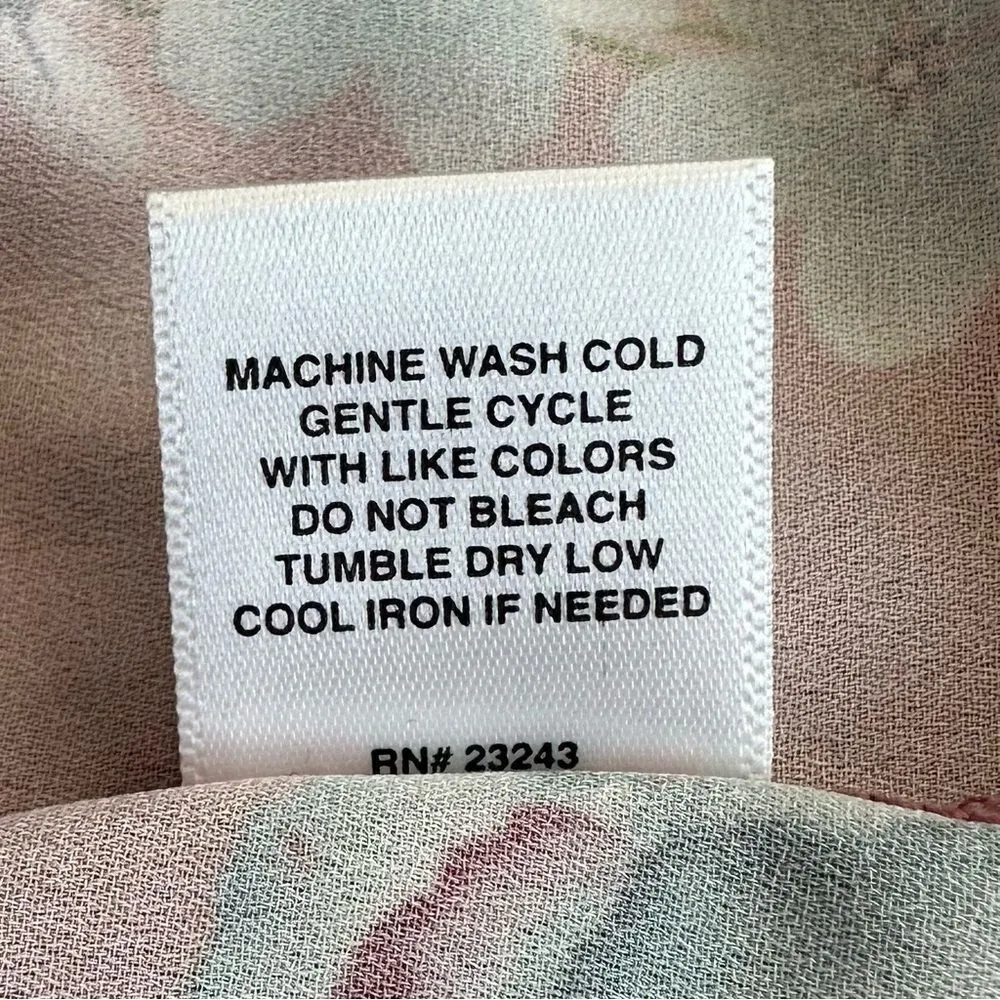 MACHINE WASH COLD
GENTLE CYCLE
WITH LIKE COLORS
DO NOT BLEACH
TUMBLE DRY LOW
COOL IRON IF NEEDED
RN# 23243